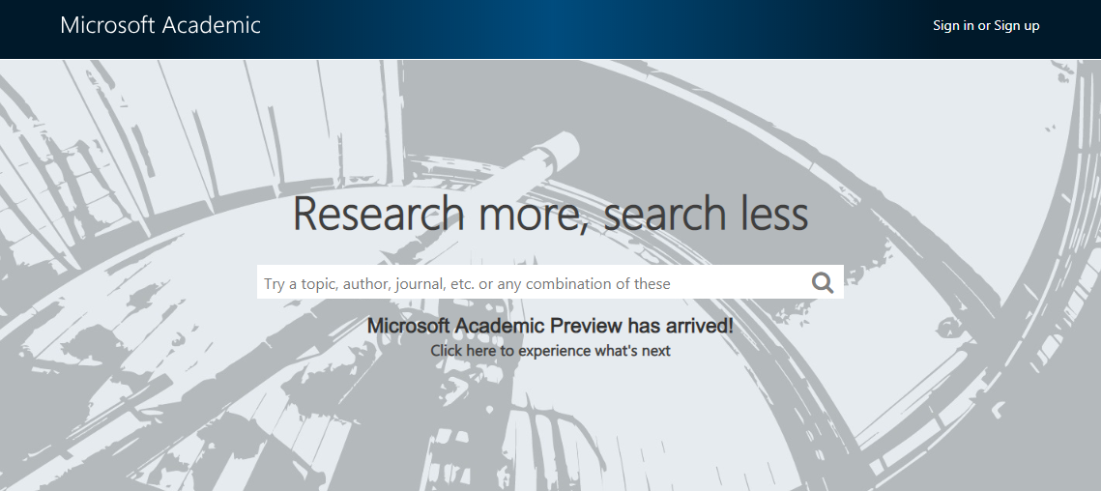 Microsoft Academic
Sign in or Sign up
Research more, search less
Try a topic, author, journal, etc. or any combination of these
Microsoft Academic Preview has arrived!
Click here to experience what's next